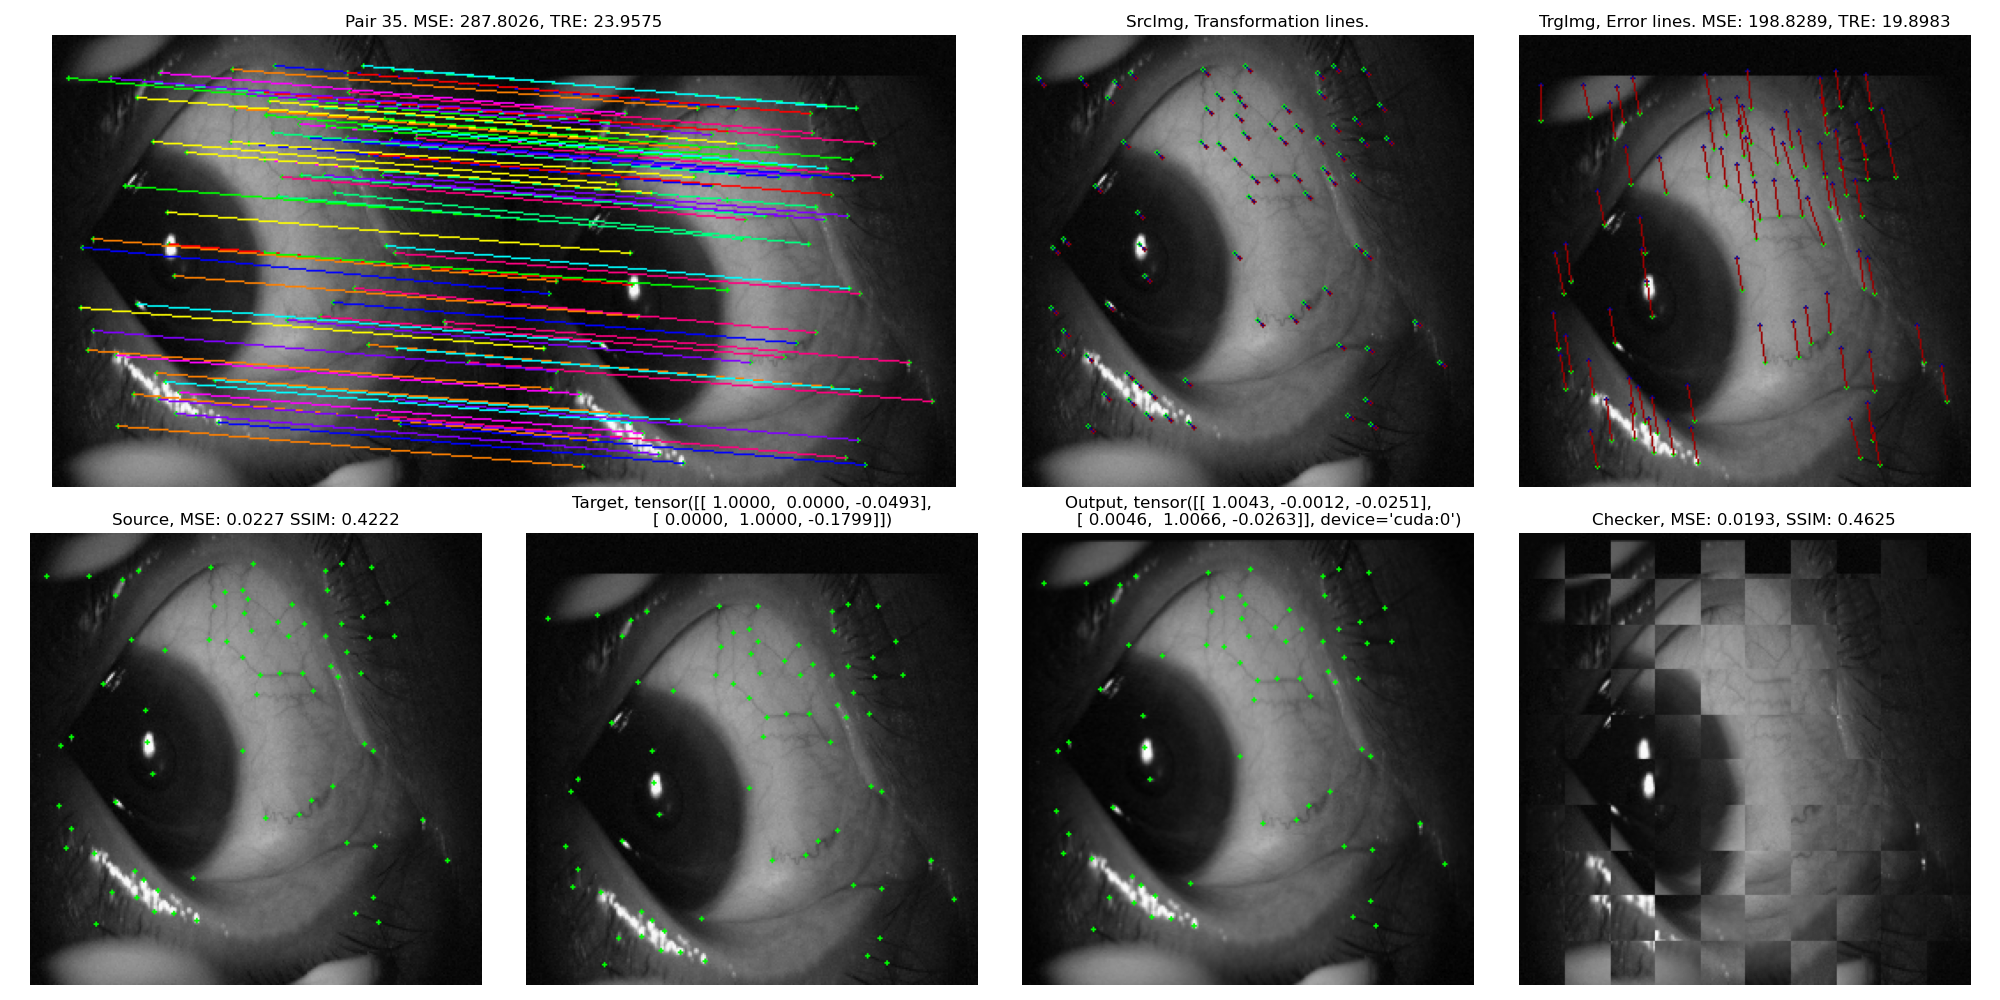 Pair 35. MSE: 287.8026, TRE: 23.9575
SrcImg, Transformation lines.
TrgImg, Error lines. MSE: 198.8289, TRE: 19.8983
Source, MSE: 0.0227 SSIM: 0.4222
Target, tensor([[ 1.0000,  0.0000, -0.0493],
[ 0.0000,  1.0000, -0.1799]])
Output, tensor([[ 1.0043, -0.0012, -0.0251],
[ 0.0046,  1.0066, -0.0263]], device='cuda:0')
Checker, MSE: 0.0193, SSIM: 0.4625